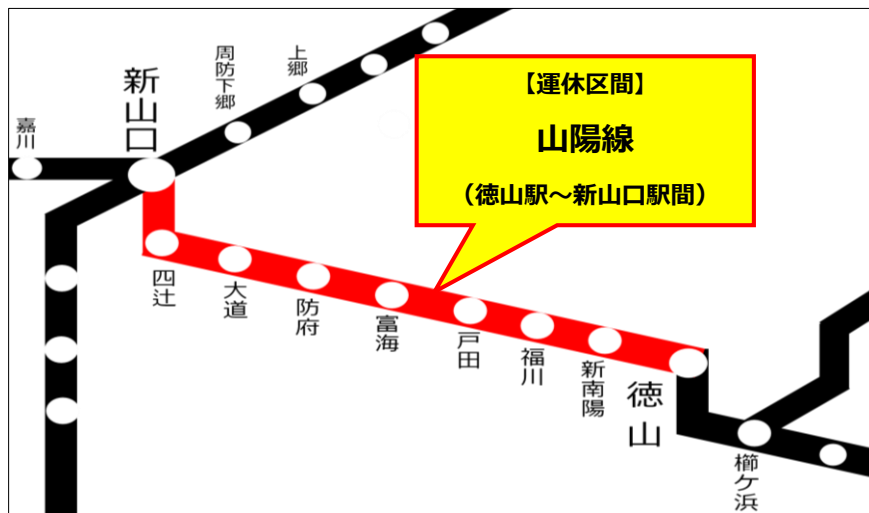 【運休区間】
山陽線
（徳山駅～新山口駅間）
上郷
周防下郷
新山口
嘉川
四辻
大道
防府
富海
戸田
福川
新南陽
徳山
櫛ケ浜